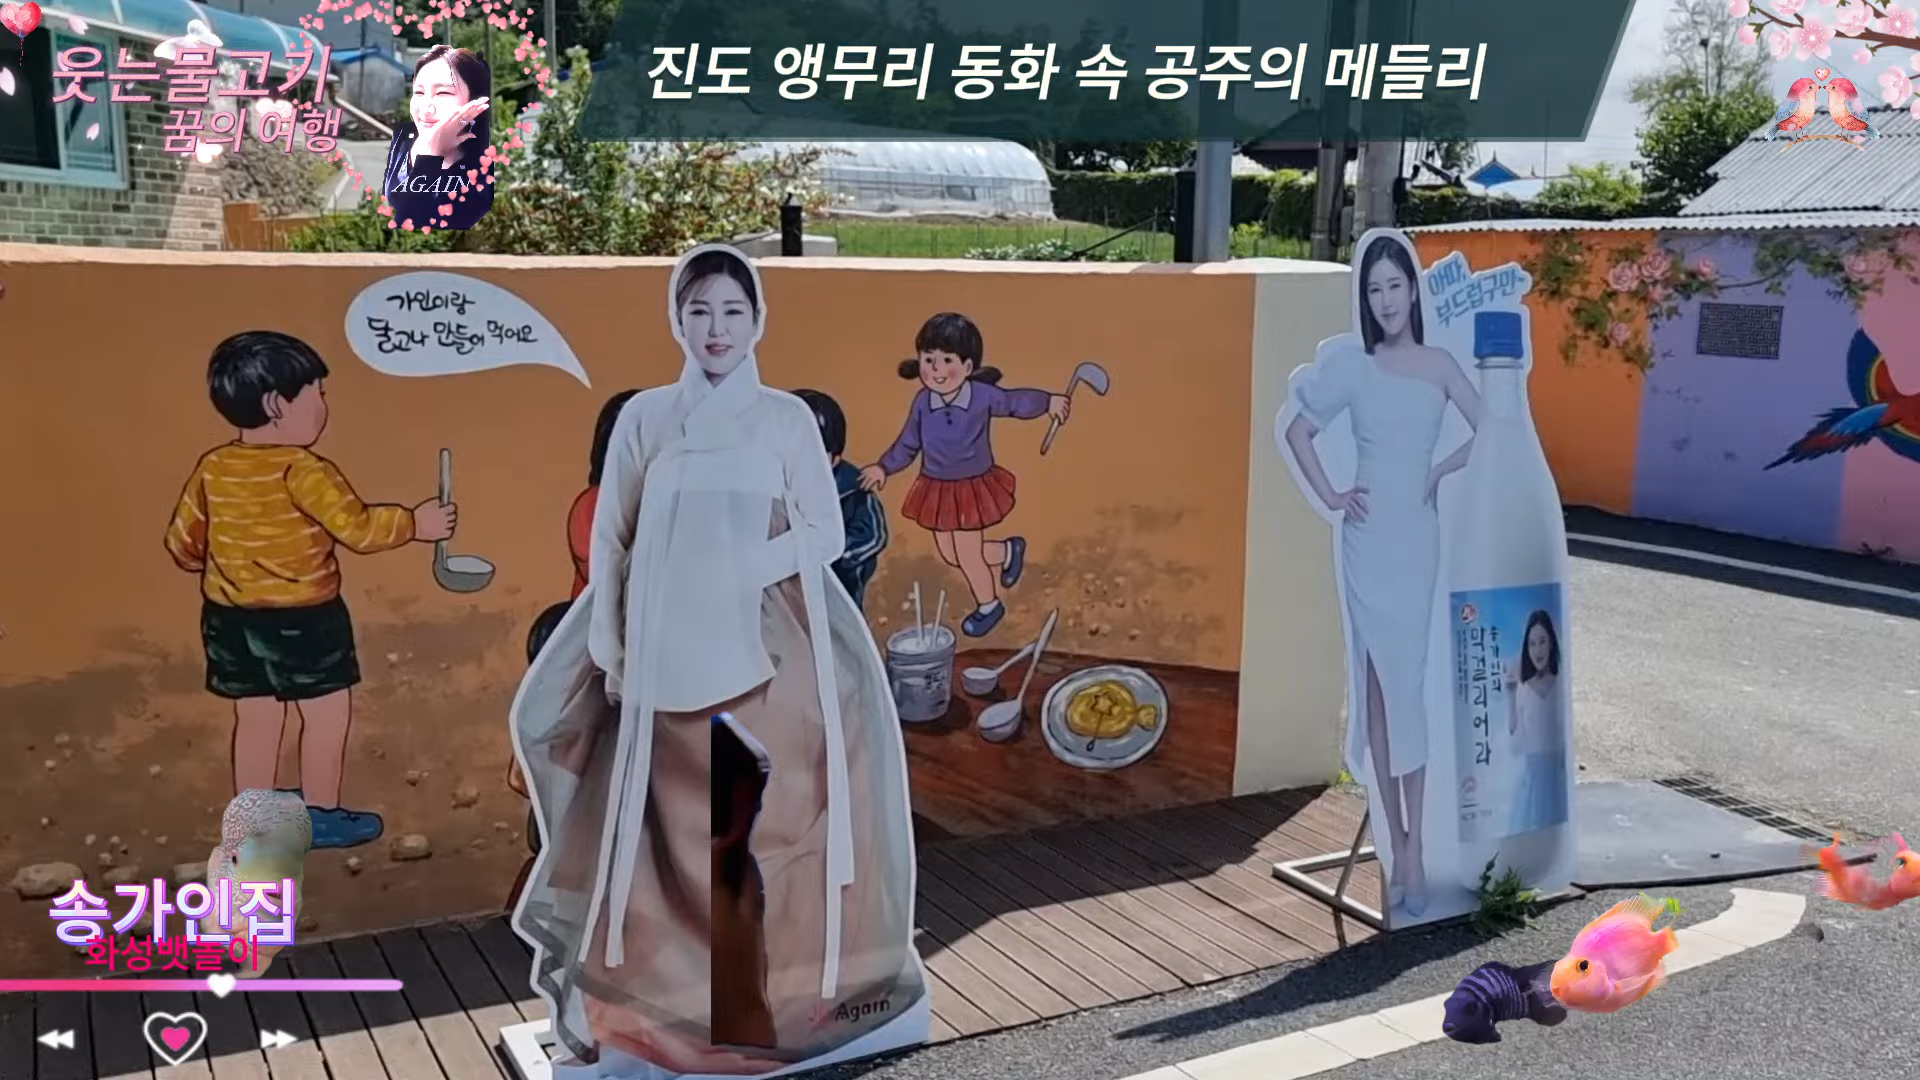 웃는물고기
꿈의 여행
AGAIN
진도 앵무리 동화 속 공주의 메들리
가인이랑
달고나 만들어 먹어요
아따,
부드럽구만~
송가인의
막걸리어라
설탕
Again
송가인집
화성뱃놀이